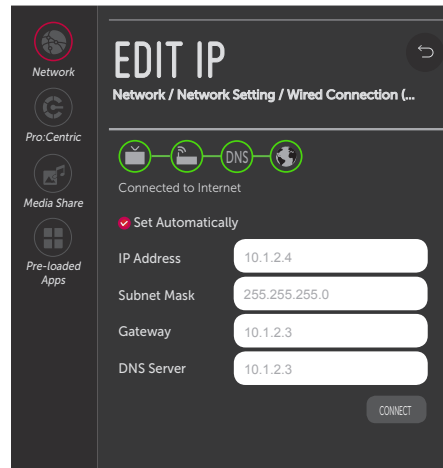 Network
Pro:Centric
Media Share
Pre-loaded
Apps
EDIT IP
Network / Network Setting / Wired Connection (...
DNS
Connected to Internet
Set Automatically
IP Address 10.1.2.4
Subnet Mask 255.255.255.0
Gateway 10.1.2.3
DNS Server 10.1.2.3
CONNECT